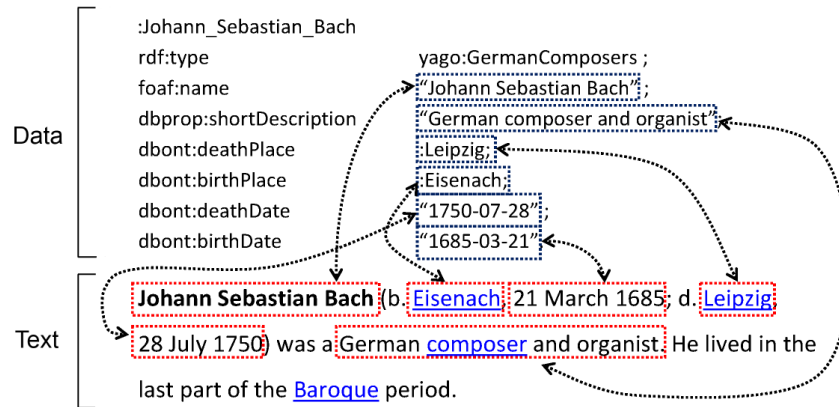 :Johann_Sebastian_Bach
rdf:type yago:GermanComposers ;
foaf:name “Johann Sebastian Bach” ;
dbprop:shortDescription “German composer and organist”
Data
dbont:deathPlace :Leipzig;
dbont:birthPlace :Eisenach;
dbont:deathDate “1750-07-28” ;
dbont:birthDate “1685-03-21”
Johann Sebastian Bach (b. Eisenach, 21 March 1685, d. Leipzig,
Text
28 July 1750) was a German composer and organist. He lived in the
last part of the Baroque period.